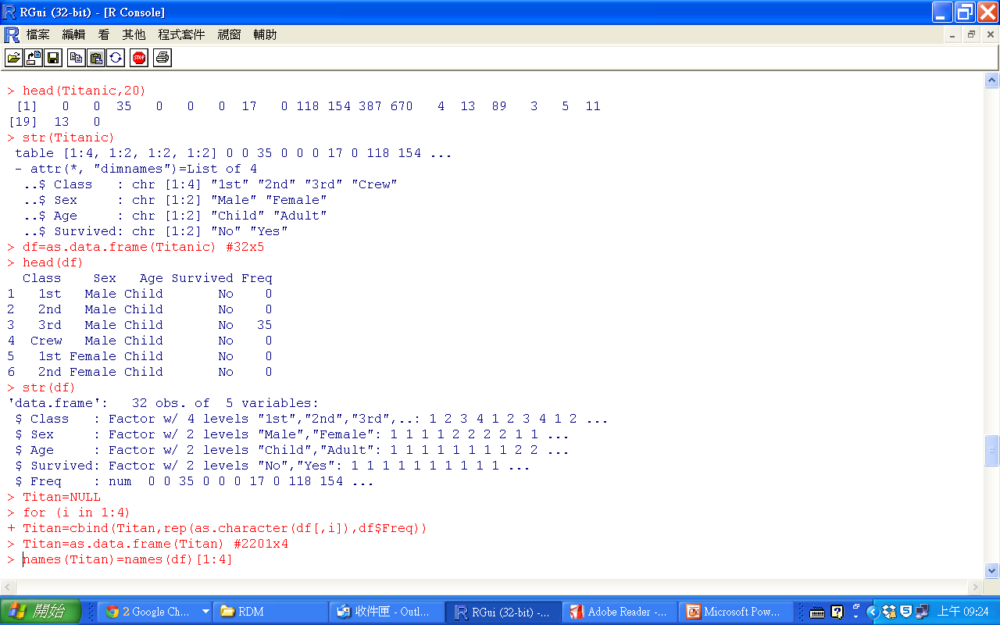 RGui (32-bit) - [R Console]
檔案 編輯 看 其他 程式套件 視窗 輔助
STOP
> head(Titanic,20)
 [1]   0   0  35   0   0   0  17   0 118 154 387 670   4  13  89   3   5  11
[19]  13   0
> str(Titanic)
 table [1:4, 1:2, 1:2, 1:2] 0 0 35 0 0 0 17 0 118 154 ...
 - attr(*, "dimnames")=List of 4
  ..$ Class   : chr [1:4] "1st" "2nd" "3rd" "Crew"
  ..$ Sex     : chr [1:2] "Male" "Female"
  ..$ Age     : chr [1:2] "Child" "Adult"
  ..$ Survived: chr [1:2] "No" "Yes"
> df=as.data.frame(Titanic) #32x5
> head(df)
  Class    Sex   Age Survived Freq
1   1st   Male Child       No    0
2   2nd   Male Child       No    0
3   3rd   Male Child       No   35
4  Crew   Male Child       No    0
5   1st Female Child       No    0
6   2nd Female Child       No    0
> str(df)
'data.frame':   32 obs. of  5 variables:
 $ Class   : Factor w/ 4 levels "1st","2nd","3rd",..: 1 2 3 4 1 2 3 4 1 2 ...
 $ Sex     : Factor w/ 2 levels "Male","Female": 1 1 1 1 2 2 2 2 1 1 ...
 $ Age     : Factor w/ 2 levels "Child","Adult": 1 1 1 1 1 1 1 1 2 2 ...
 $ Survived: Factor w/ 2 levels "No","Yes": 1 1 1 1 1 1 1 1 1 1 ...
 $ Freq    : num  0 0 35 0 0 0 17 0 118 154 ...
> Titan=NULL
> for (i in 1:4)
+ Titan=cbind(Titan,rep(as.character(df[,i]),df$Freq))
> Titan=as.data.frame(Titan) #2201x4
> names(Titan)=names(df)[1:4]
開始 2 Google Ch... RDM 收件匣 - Outl... RGui (32-bit) -... Adobe Reader -... Microsoft Pow... 上午 09:24